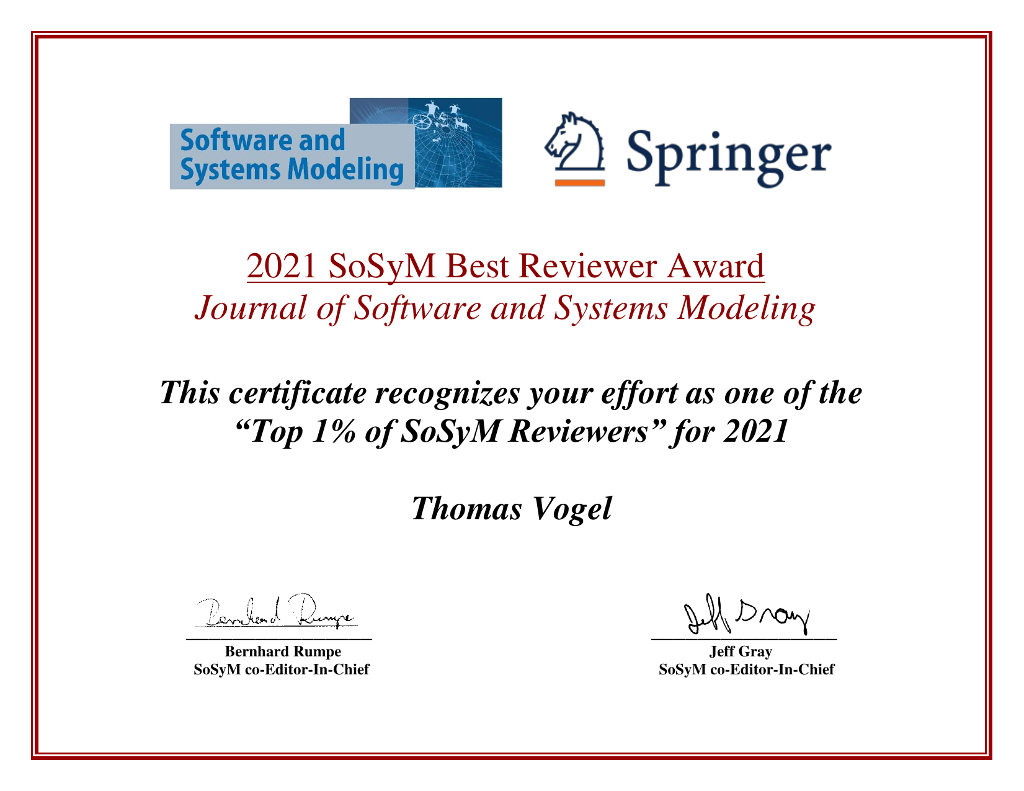 Software and
Systems Modeling
Springer
2021 SoSyM Best Reviewer Award
Journal of Software and Systems Modeling
This certificate recognizes your effort as one of the
“Top 1% of SoSyM Reviewers” for 2021
Thomas Vogel
Bernhard Rumpe
Jeff Gray
Bernhard Rumpe
SoSyM co-Editor-In-Chief
Jeff Gray
SoSyM co-Editor-In-Chief